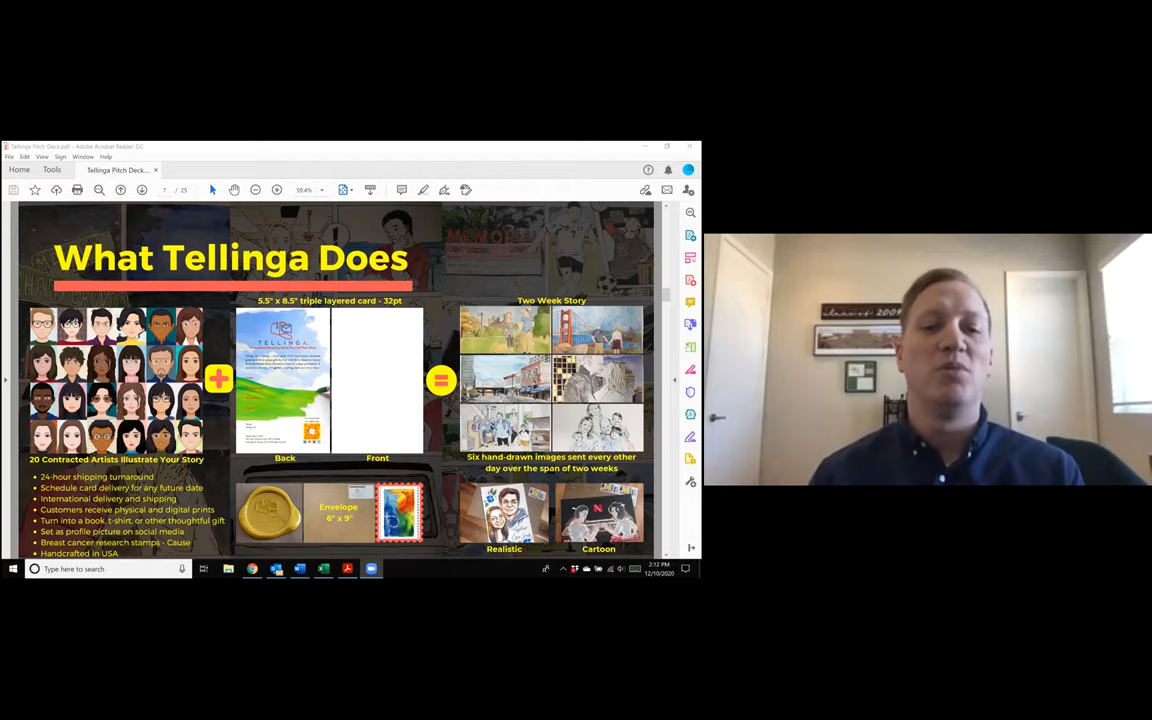 Tellinga Pitch Deck.pdf - Adobe Acrobat Reader DC
File Edit View Sign Window Help
Home Tools Tellinga Pitch Deck... ×
7 / 25 59.4%
What Tellinga Does
5.5" x 8.5" triple layered card - 32pt
Two Week Story
TELLINGA
20 Contracted Artists Illustrate Your Story
Back
Front
Six hand-drawn images sent every other
day over the span of two weeks
24-hour shipping turnaround
Schedule card delivery for any future date
International delivery and shipping
Customers receive physical and digital prints
Turn into a book, t-shirt, or other thoughtful gift
Set as profile picture on social media
Breast cancer research stamps - Cause
Handcrafted in USA
Envelope
6" x 9"
Realistic
Cartoon
Type here to search
2:12 PM
12/10/2020